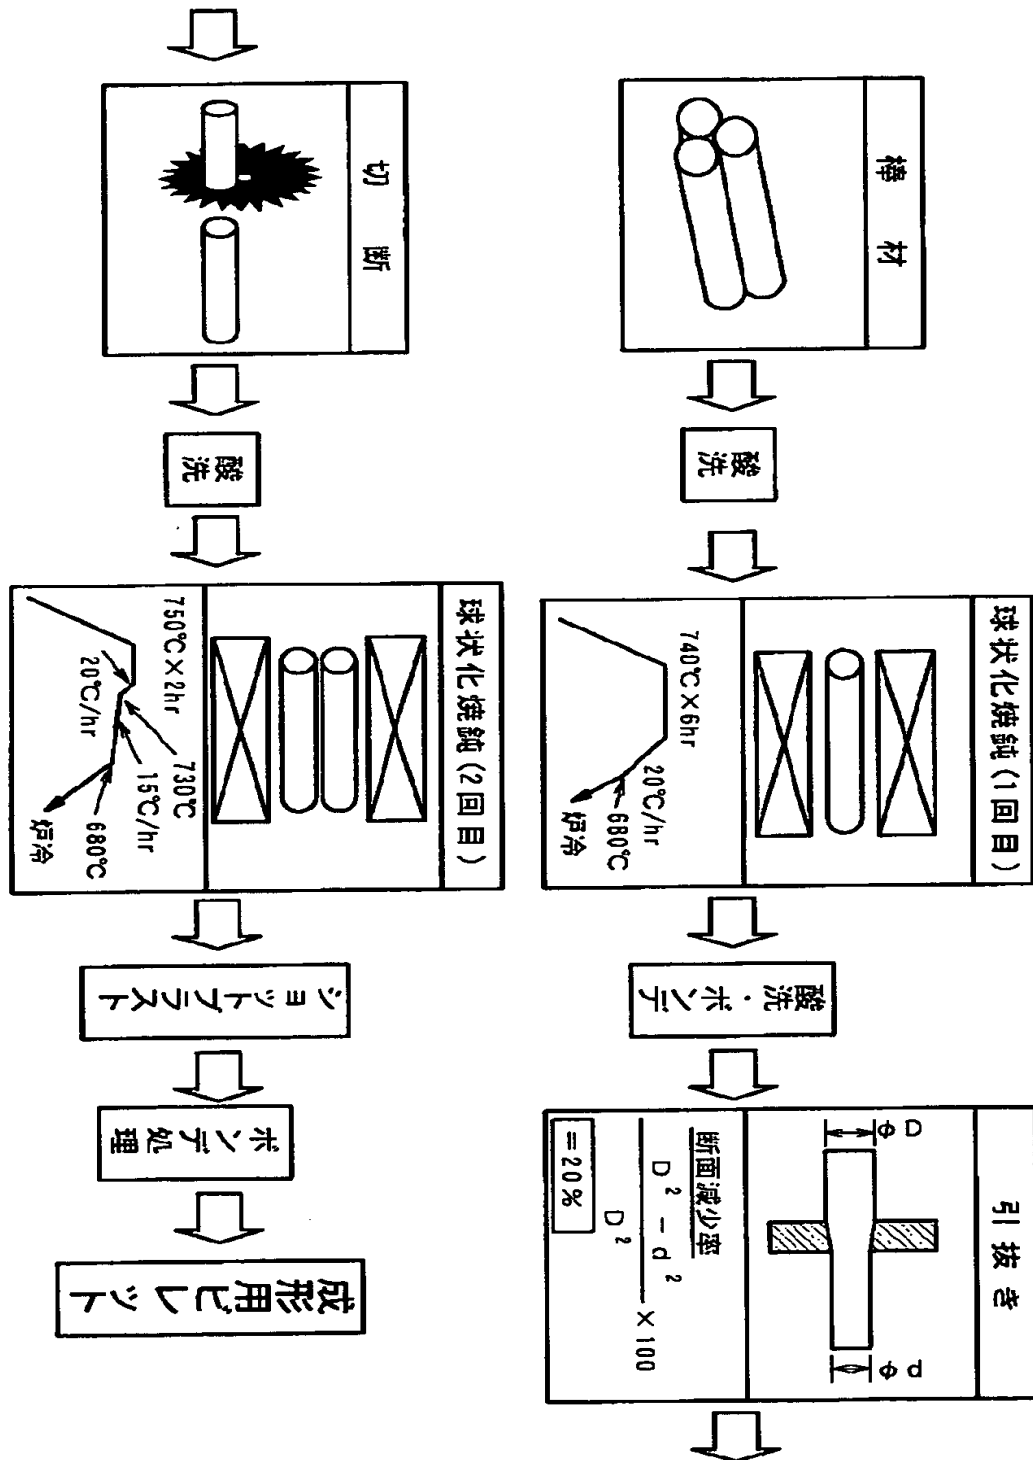 棒材
酸洗
球状化焼鈍(1回目)
740℃×6hr
20℃/hr
680℃
炉冷
酸洗・ボンデ
引抜き
Dφ
dφ
断面減少率
D² - d²
D²
×100
=20%
切断
酸洗
球状化焼鈍(2回目)
750℃×2hr
20℃/hr
730℃
15℃/hr
680℃
炉冷
ショットブラスト
ボンデ
処理
成形用ビレット